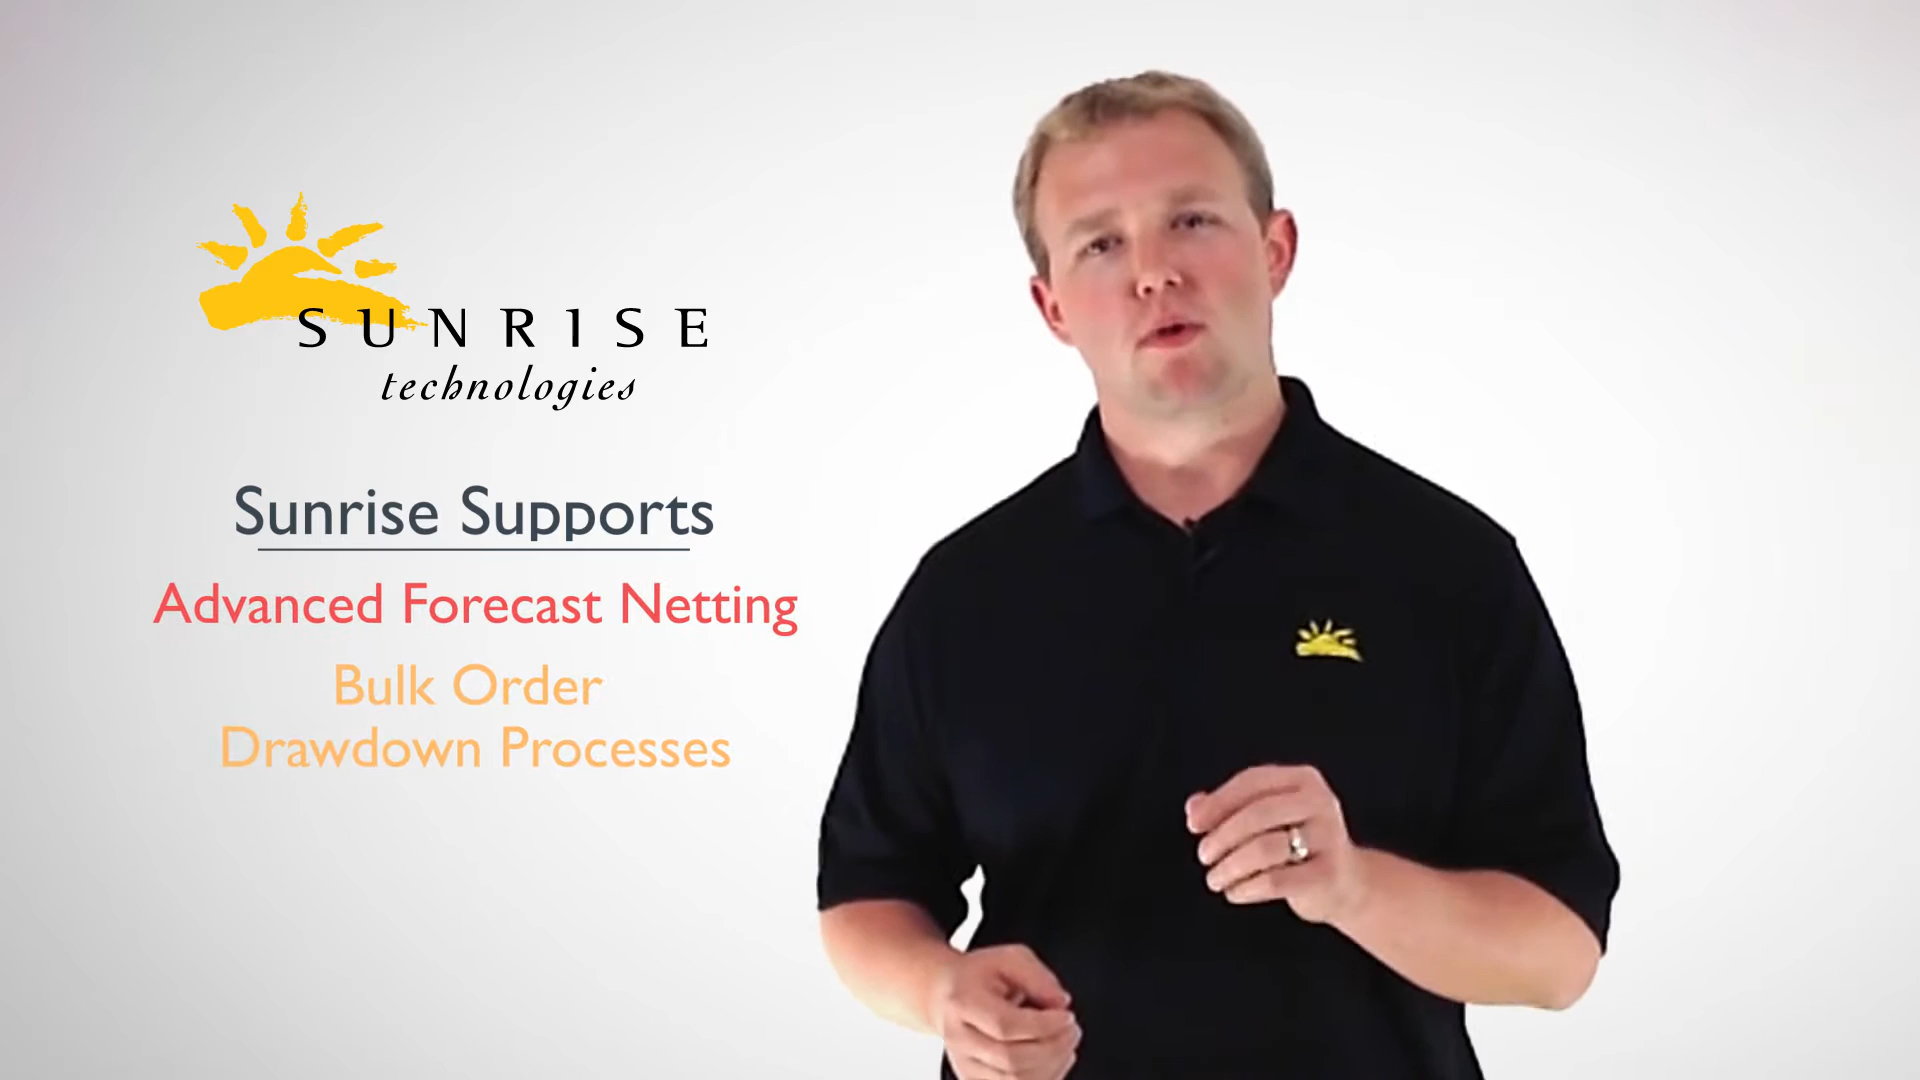 SUNRISE
technologies
Sunrise Supports
Advanced Forecast Netting
Bulk Order
Drawdown Processes